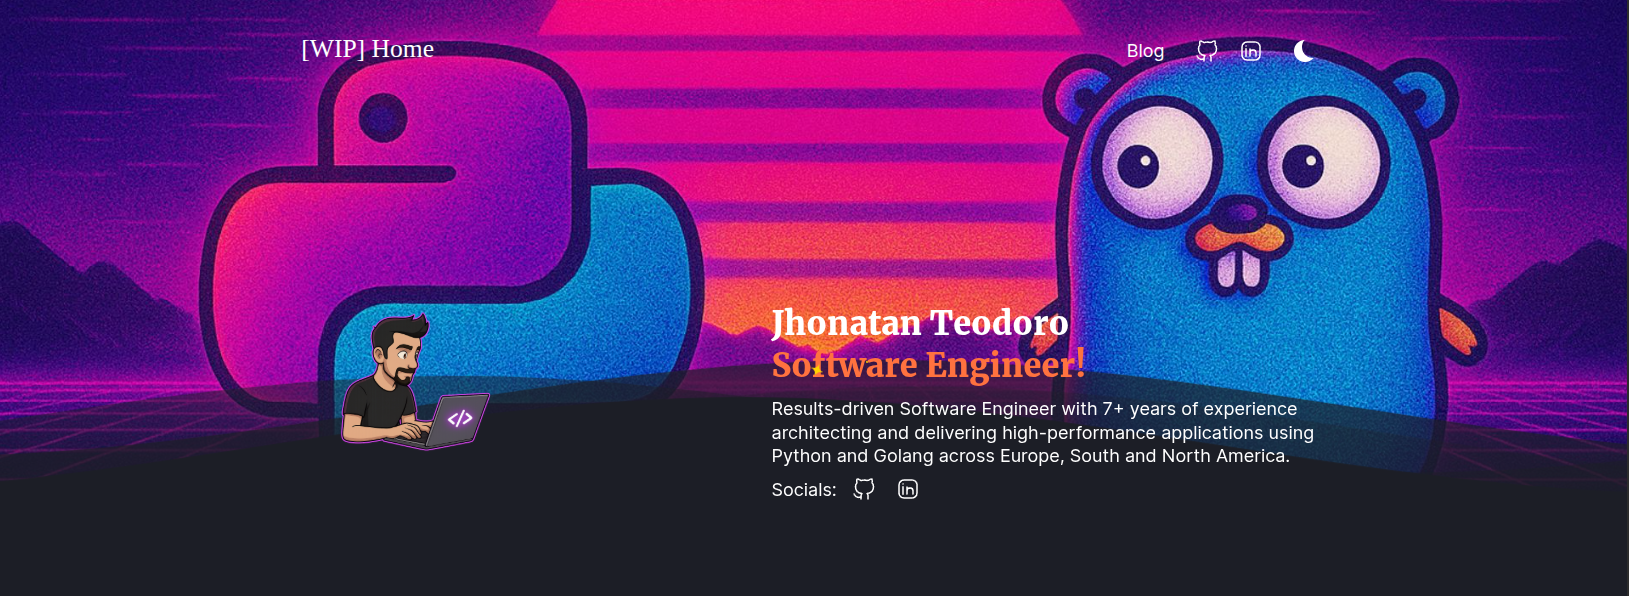 [WIP] Home
Blog
Jhonatan Teodoro
Software Engineer!
Results-driven Software Engineer with 7+ years of experience
architecting and delivering high-performance applications using
Python and Golang across Europe, South and North America.
Socials:
</>